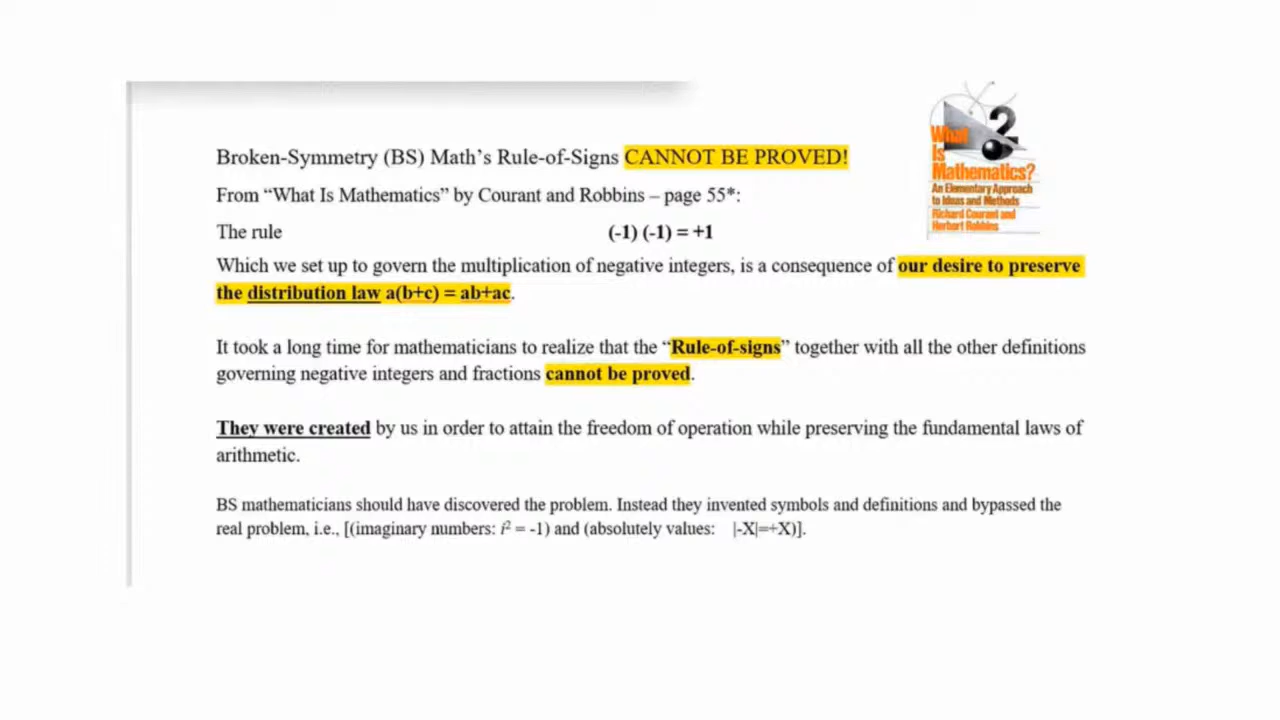 Broken-Symmetry (BS) Math's Rule-of-Signs CANNOT BE PROVED!
From “What Is Mathematics” by Courant and Robbins – page 55*:
The rule (-1) (-1) = +1
Which we set up to govern the multiplication of negative integers, is a consequence of our desire to preserve
the distribution law a(b+c) = ab+ac.
It took a long time for mathematicians to realize that the “Rule-of-signs” together with all the other definitions
governing negative integers and fractions cannot be proved.
They were created by us in order to attain the freedom of operation while preserving the fundamental laws of
arithmetic.
BS mathematicians should have discovered the problem. Instead they invented symbols and definitions and bypassed the
real problem, i.e., [(imaginary numbers: i² = -1) and (absolutely values: |-X|=+X)].
2
What
Is
Mathematics?
An Elementary Approach
to Ideas and Methods
Richard Courant and
Herbert Robbins